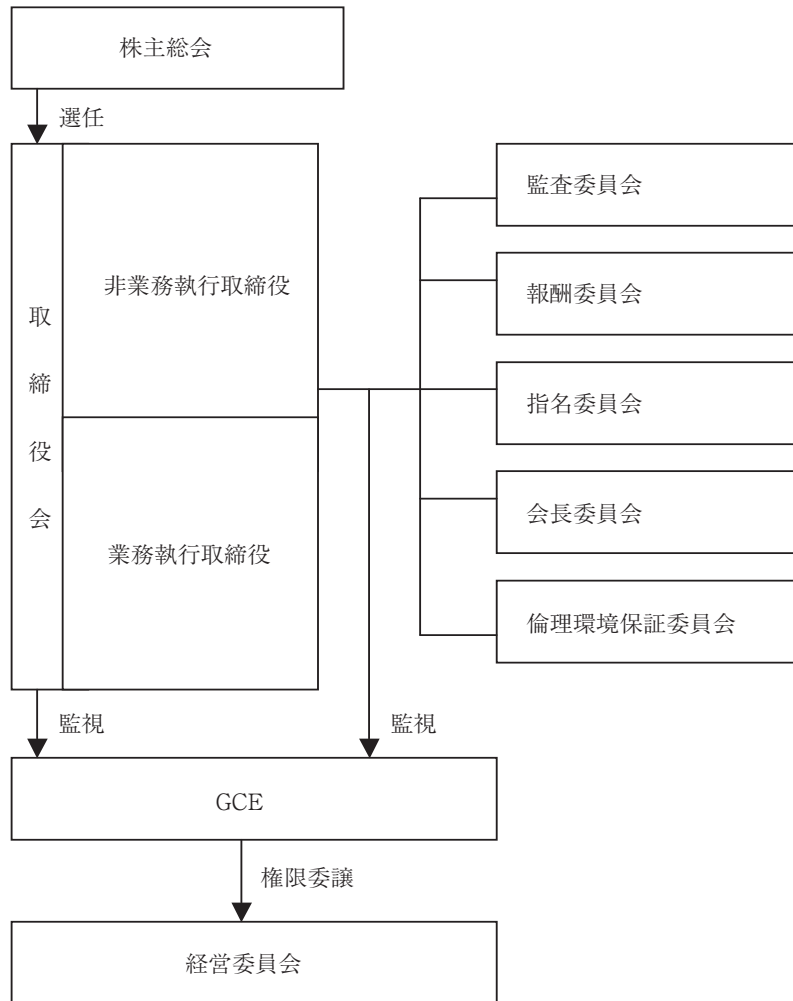 株主総会
選任
取締役会
非業務執行取締役
業務執行取締役
監査委員会
報酬委員会
指名委員会
会長委員会
倫理環境保証委員会
監視
監視
GCE
権限委譲
経営委員会